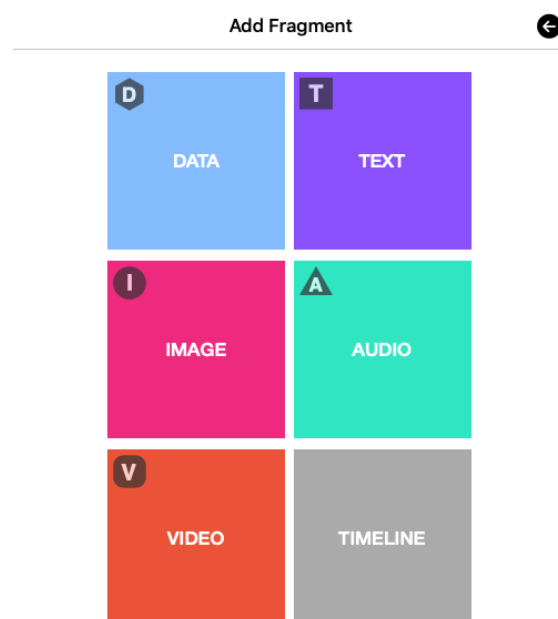 Add Fragment
D
DATA
T
TEXT
I
IMAGE
A
AUDIO
V
VIDEO
TIMELINE